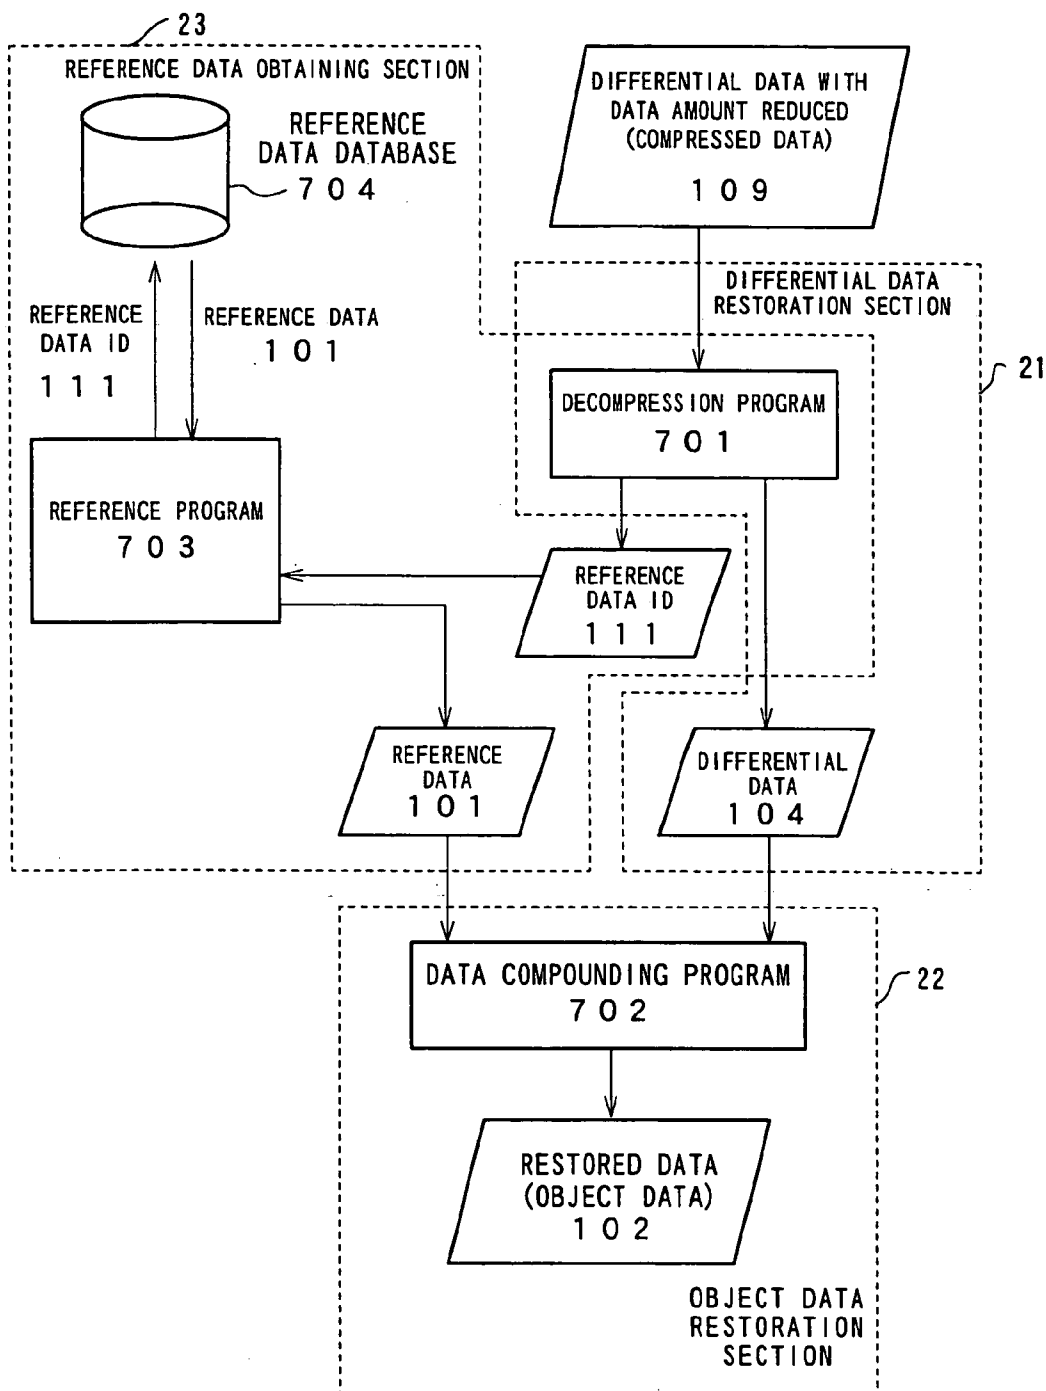 23
REFERENCE DATA OBTAINING SECTION
REFERENCE
DATA DATABASE
704
DIFFERENTIAL DATA WITH
DATA AMOUNT REDUCED
(COMPRESSED DATA)
109
DIFFERENTIAL DATA
RESTORATION SECTION
21
REFERENCE
DATA ID
111
REFERENCE DATA
101
DECOMPRESSION PROGRAM
701
REFERENCE PROGRAM
703
REFERENCE
DATA ID
111
REFERENCE
DATA
101
DIFFERENTIAL
DATA
104
DATA COMPOUNDING PROGRAM
702
22
RESTORED DATA
(OBJECT DATA)
102
OBJECT DATA
RESTORATION
SECTION